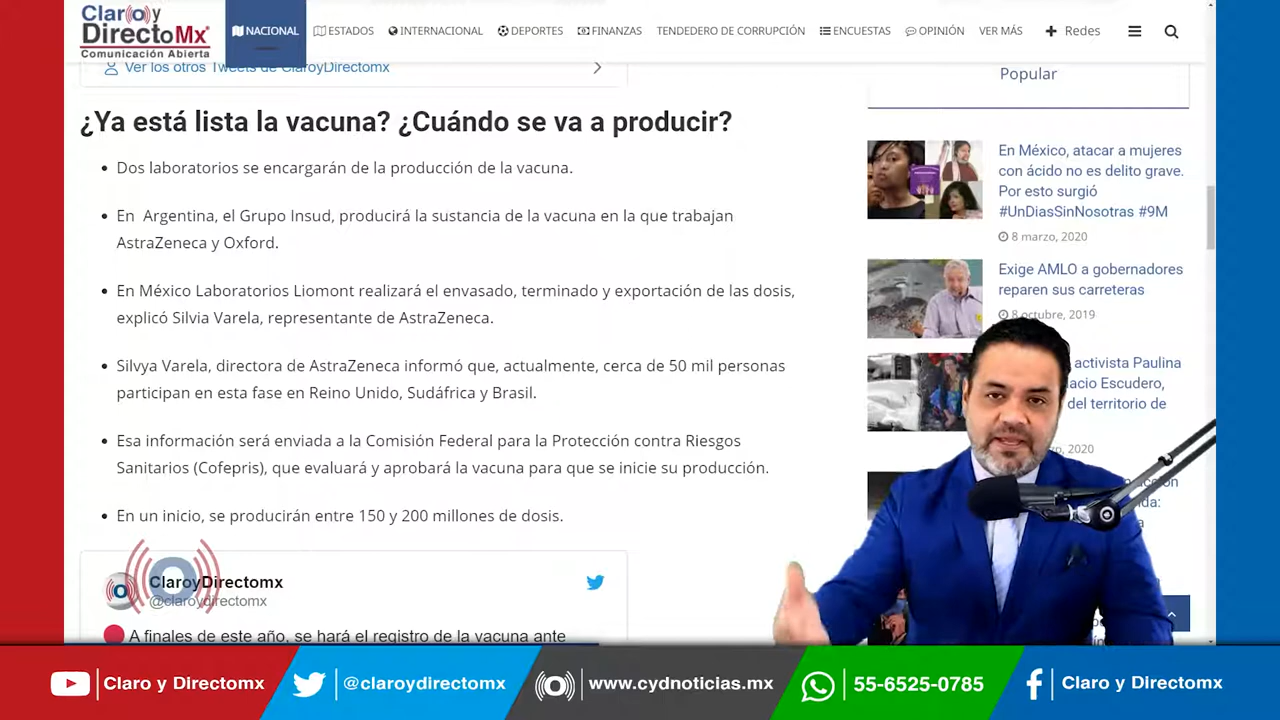 Claro y
DirectoMx
Comunicación Abierta
NACIONAL
ESTADOS
INTERNACIONAL
DEPORTES
FINANZAS
TENDEDERO DE CORRUPCIÓN
ENCUESTAS
OPINIÓN
VER MÁS
Redes
Ver los otros Tweets de ClaroyDirectomx
¿Ya está lista la vacuna? ¿Cuándo se va a producir?
Dos laboratorios se encargarán de la producción de la vacuna.
En Argentina, el Grupo Insud, producirá la sustancia de la vacuna en la que trabajan
AstraZeneca y Oxford.
En México Laboratorios Liomont realizará el envasado, terminado y exportación de las dosis,
explicó Silvia Varela, representante de AstraZeneca.
Silvya Varela, directora de AstraZeneca informó que, actualmente, cerca de 50 mil personas
participan en esta fase en Reino Unido, Sudáfrica y Brasil.
Esa información será enviada a la Comisión Federal para la Protección contra Riesgos
Sanitarios (Cofepris), que evaluará y aprobará la vacuna para que se inicie su producción.
En un inicio, se producirán entre 150 y 200 millones de dosis.
ClaroyDirectomx
@claroydirectomx
A finales de este año, se hará el registro de la vacuna ante
Popular
En México, atacar a mujeres
con ácido no es delito grave.
Por esto surgió
#UnDiasSinNosotras #9M
8 marzo, 2020
Exige AMLO a gobernadores
reparen sus carreteras
8 octubre, 2019
activista Paulina
Escudero,
del territorio de
2020
Claro y Directomx
@claroydirectomx
www.cydnoticias.mx
55-6525-0785
Claro y Directomx